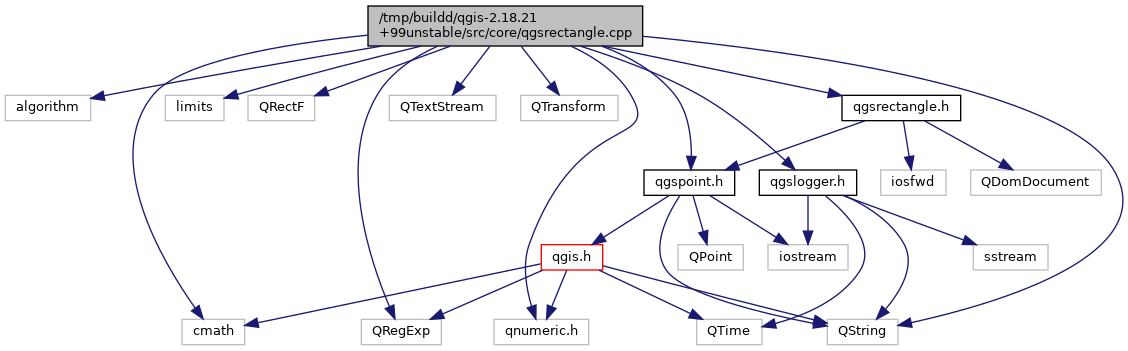 /tmp/buildd/qgis-2.18.21
+99unstable/src/core/qgsrectangle.cpp
algorithm
limits
QRectF
QTextStream
QTransform
qgsrectangle.h
qgspoint.h
qgslogger.h
iosfwd
QDomDocument
qgis.h
QPoint
iostream
sstream
cmath
QRegExp
qnumeric.h
QTime
QString